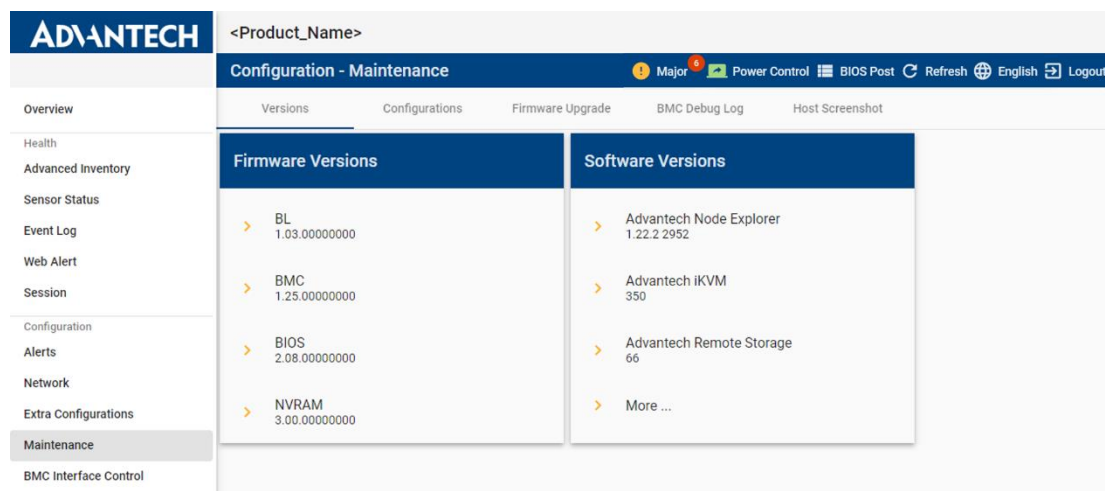 ADVANTECH
<Product_Name>
Configuration - Maintenance
Major 6 Power Control BIOS Post Refresh English Logout
Overview
Health
Advanced Inventory
Sensor Status
Event Log
Web Alert
Session
Configuration
Alerts
Network
Extra Configurations
Maintenance
BMC Interface Control
Versions Configurations Firmware Upgrade BMC Debug Log Host Screenshot
Firmware Versions
BL
1.03.00000000
BMC
1.25.00000000
BIOS
2.08.00000000
NVRAM
3.00.00000000
Software Versions
Advantech Node Explorer
1.22.2 2952
Advantech iKVM
350
Advantech Remote Storage
66
More ...